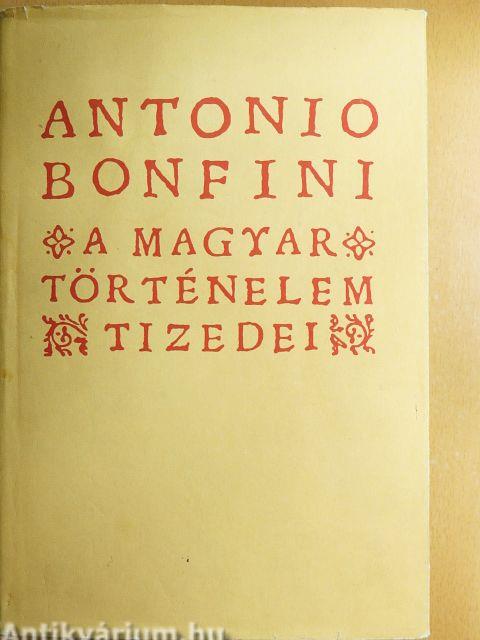 ANTONIO
BONFINI
A MAGYAR
TÖRTÉNELEM
TIZEDEI
Antikvárium.hu